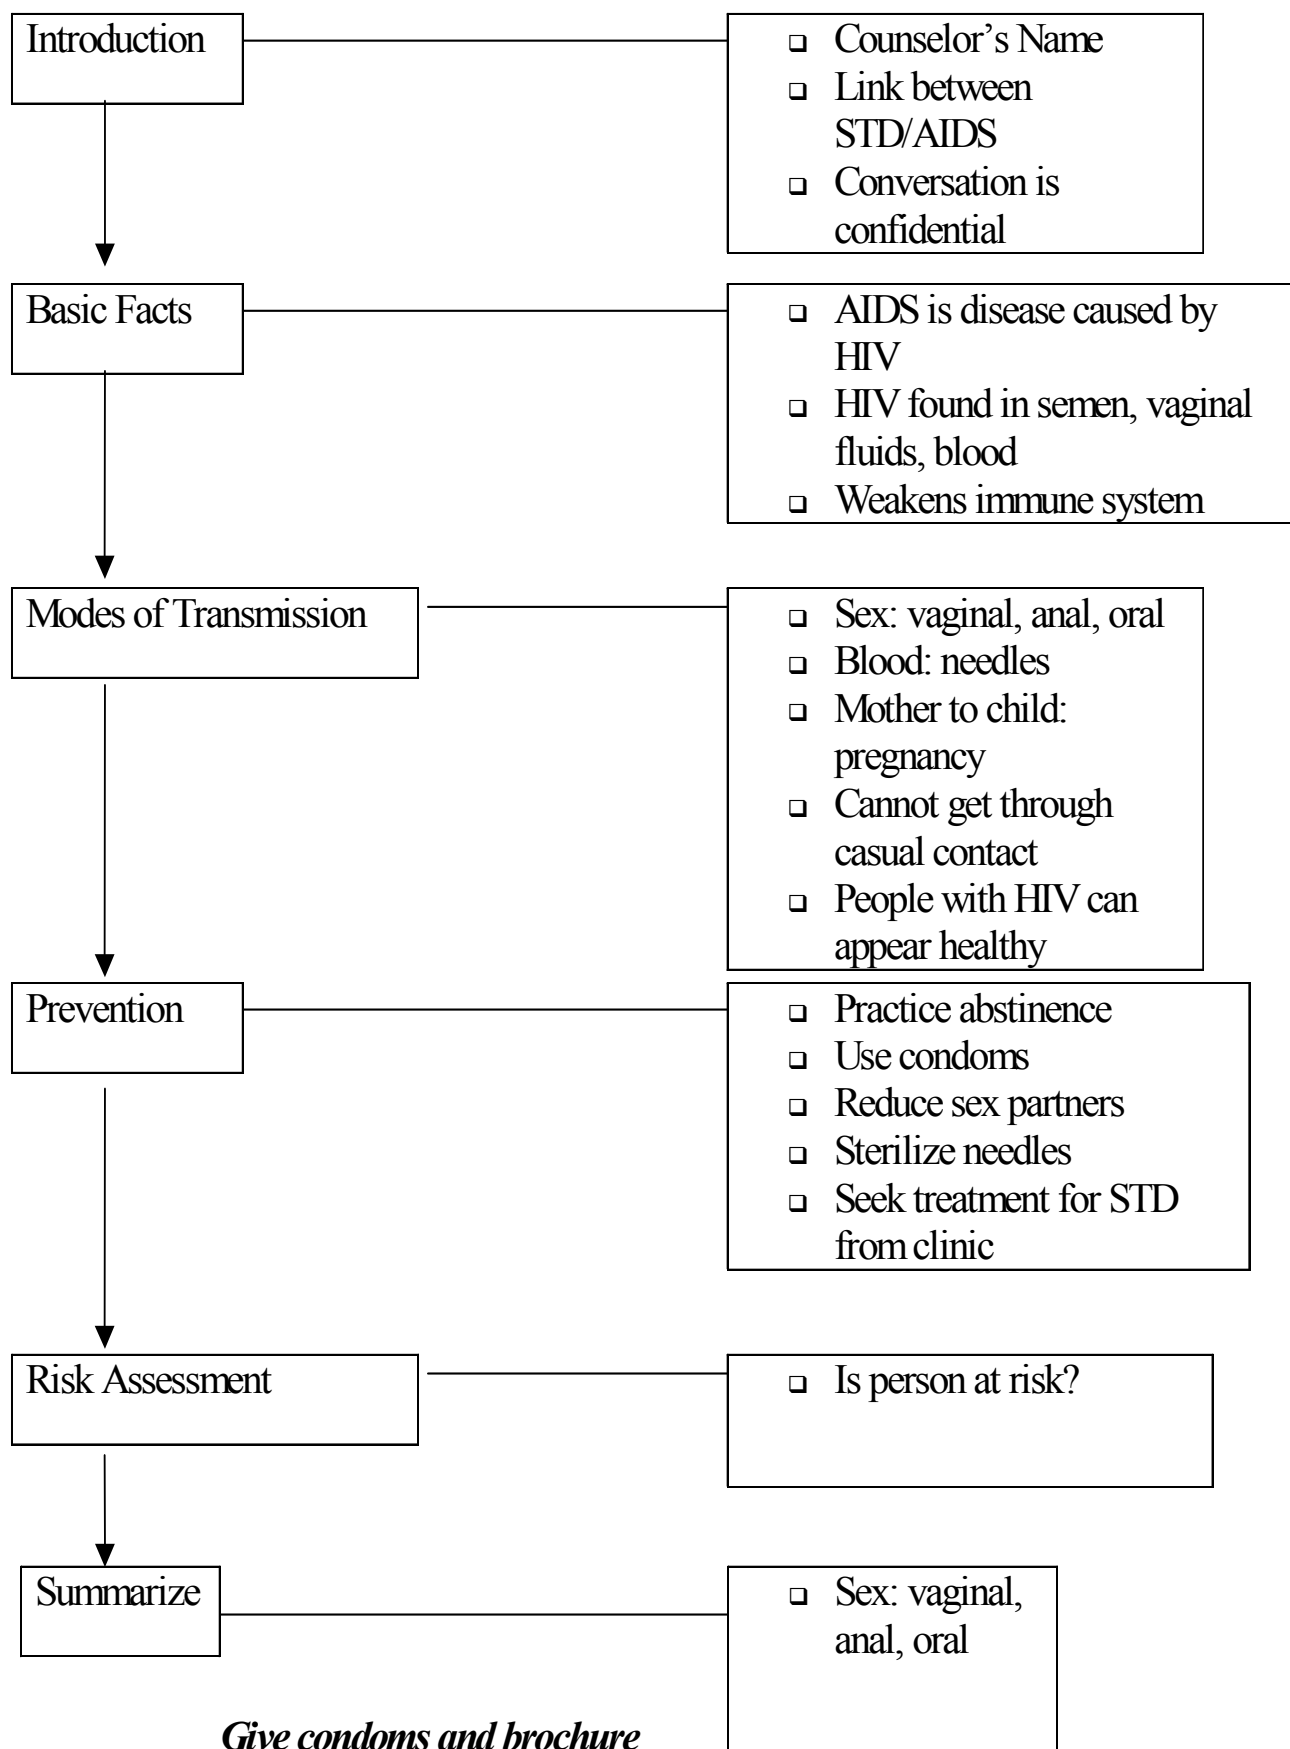 Introduction
❑ Counselor's Name
❑ Link between
STD/AIDS
❑ Conversation is
confidential
Basic Facts
❑ AIDS is disease caused by
HIV
❑ HIV found in semen, vaginal
fluids, blood
❑ Weakens immune system
Modes of Transmission
❑ Sex: vaginal, anal, oral
❑ Blood: needles
❑ Mother to child:
pregnancy
❑ Cannot get through
casual contact
❑ People with HIV can
appear healthy
Prevention
❑ Practice abstinence
❑ Use condoms
❑ Reduce sex partners
❑ Sterilize needles
❑ Seek treatment for STD
from clinic
Risk Assessment
❑ Is person at risk?
Summarize
❑ Sex: vaginal,
anal, oral
Give condoms and brochure